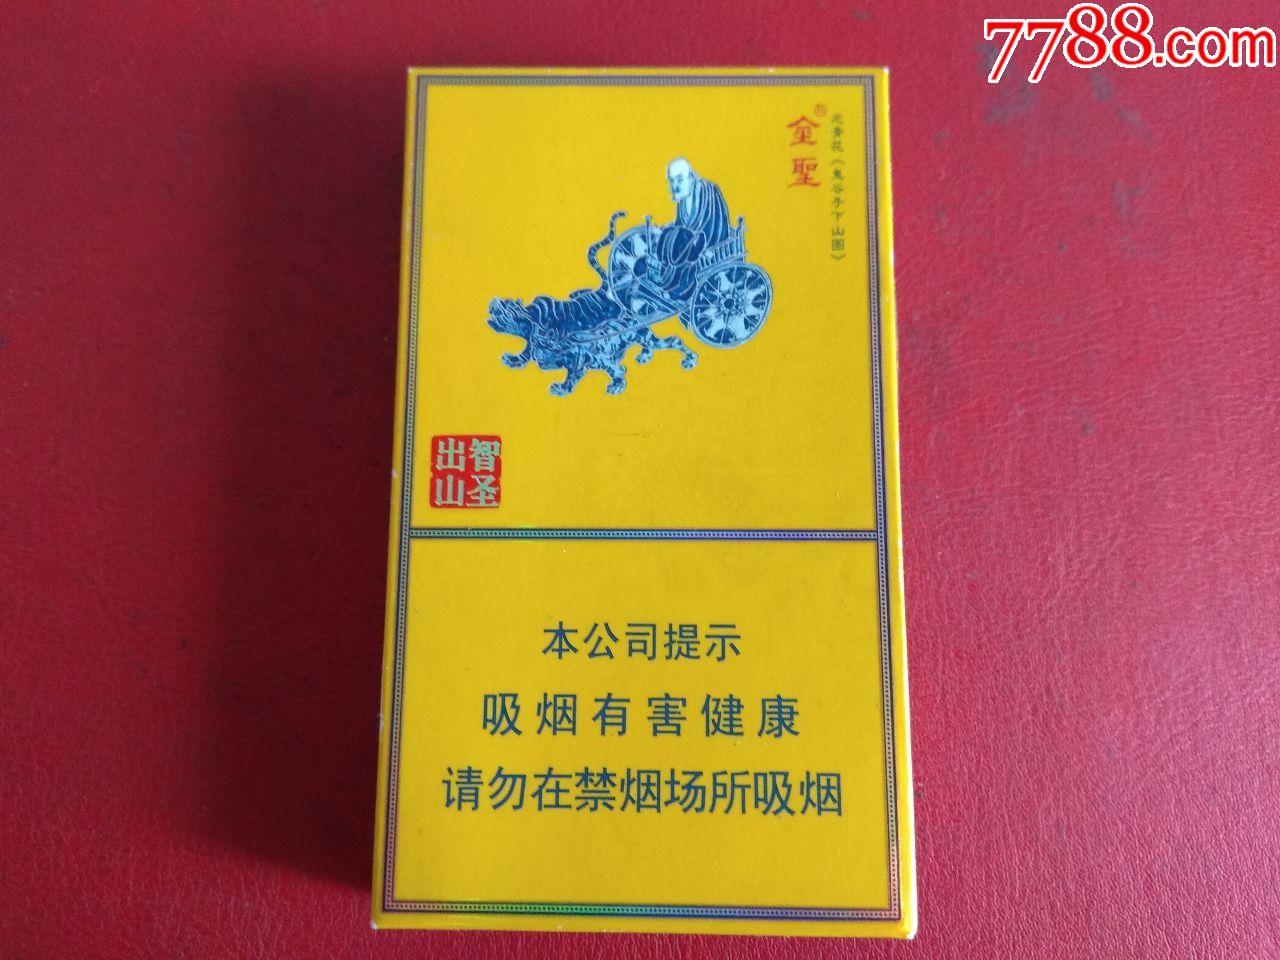 7788.com
金聖®
元青花《鬼谷子下山图》
智圣
出山
本公司提示
吸烟有害健康
请勿在禁烟场所吸烟